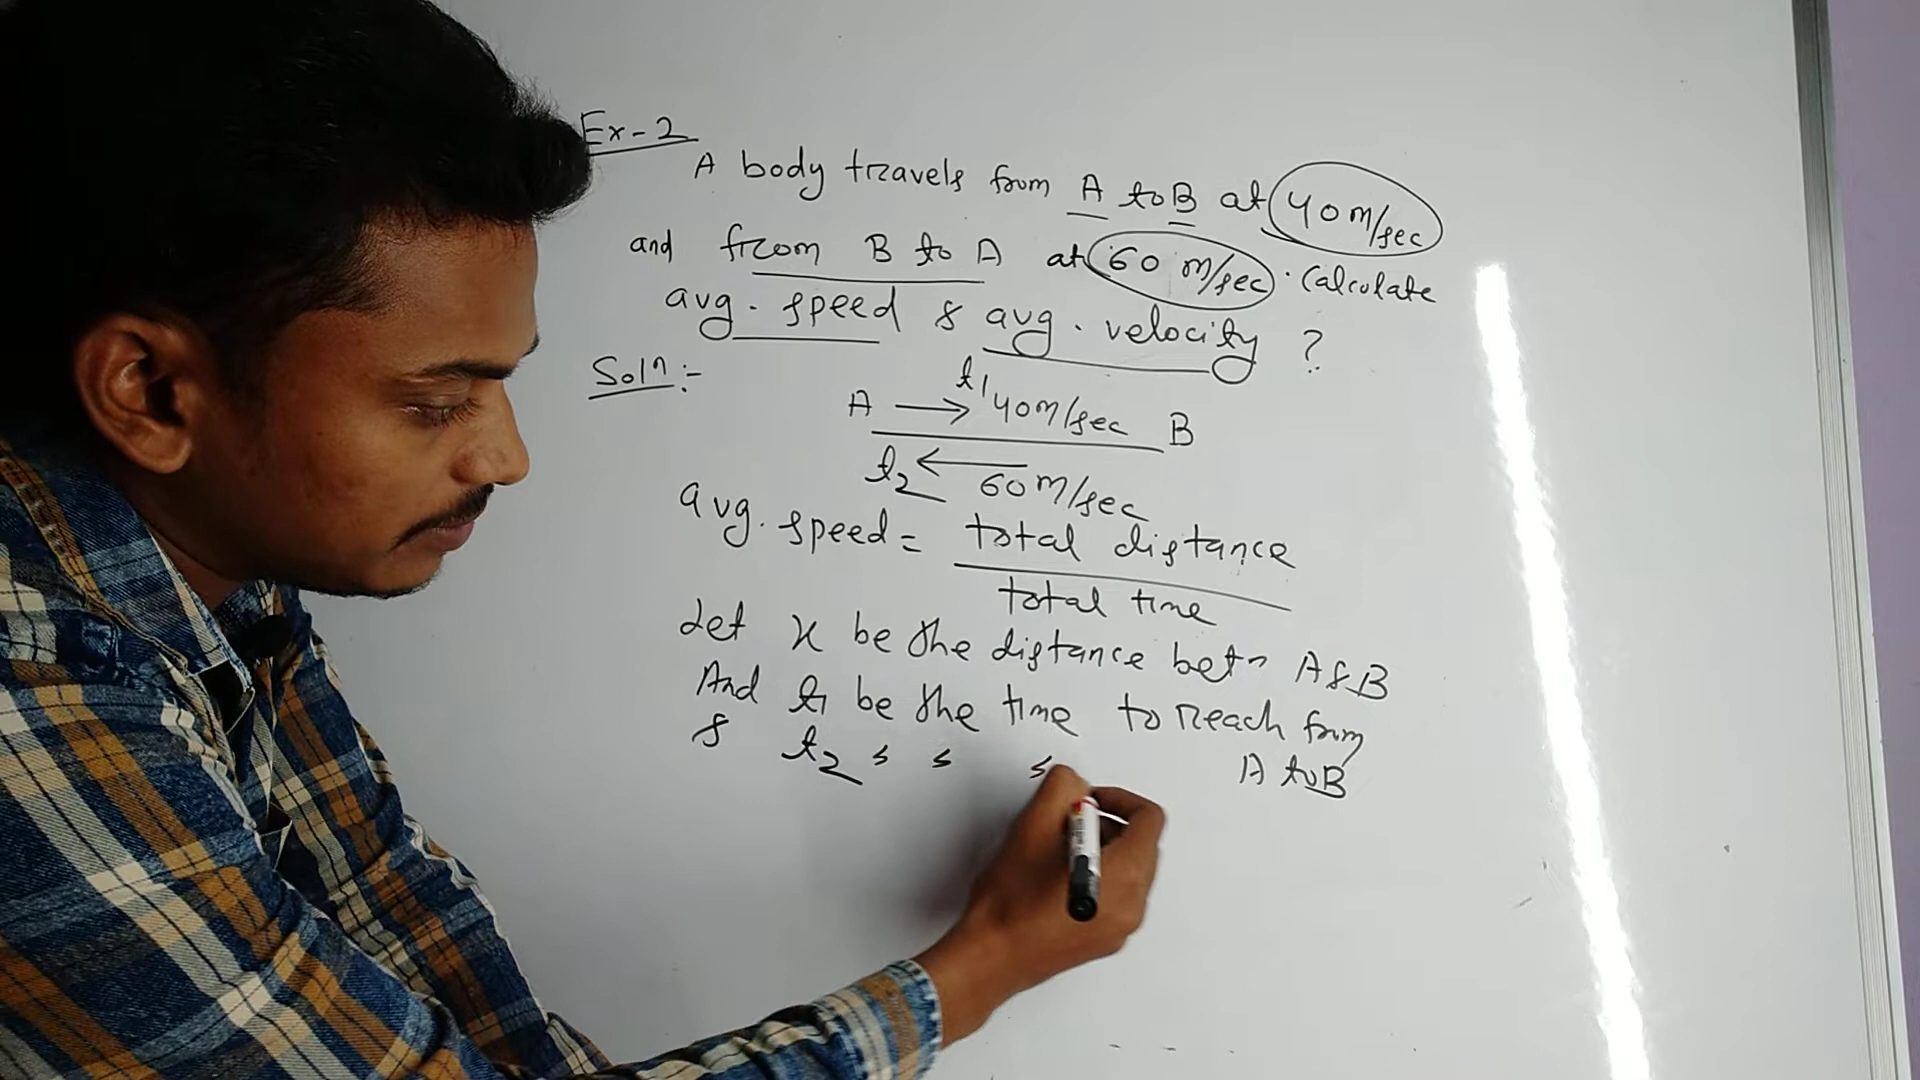 Ex-2
A body travels from A to B at 40 m/sec
and from B to A at 60 m/sec. Calculate
avg. speed & avg. velocity ?
Soln:-
t1
A → 40m/sec B
t2 ← 60 m/sec
avg. speed = total distance
total time
Let x be the distance betn A & B
And t1 be the time to reach from
A to B
& t2 s s s